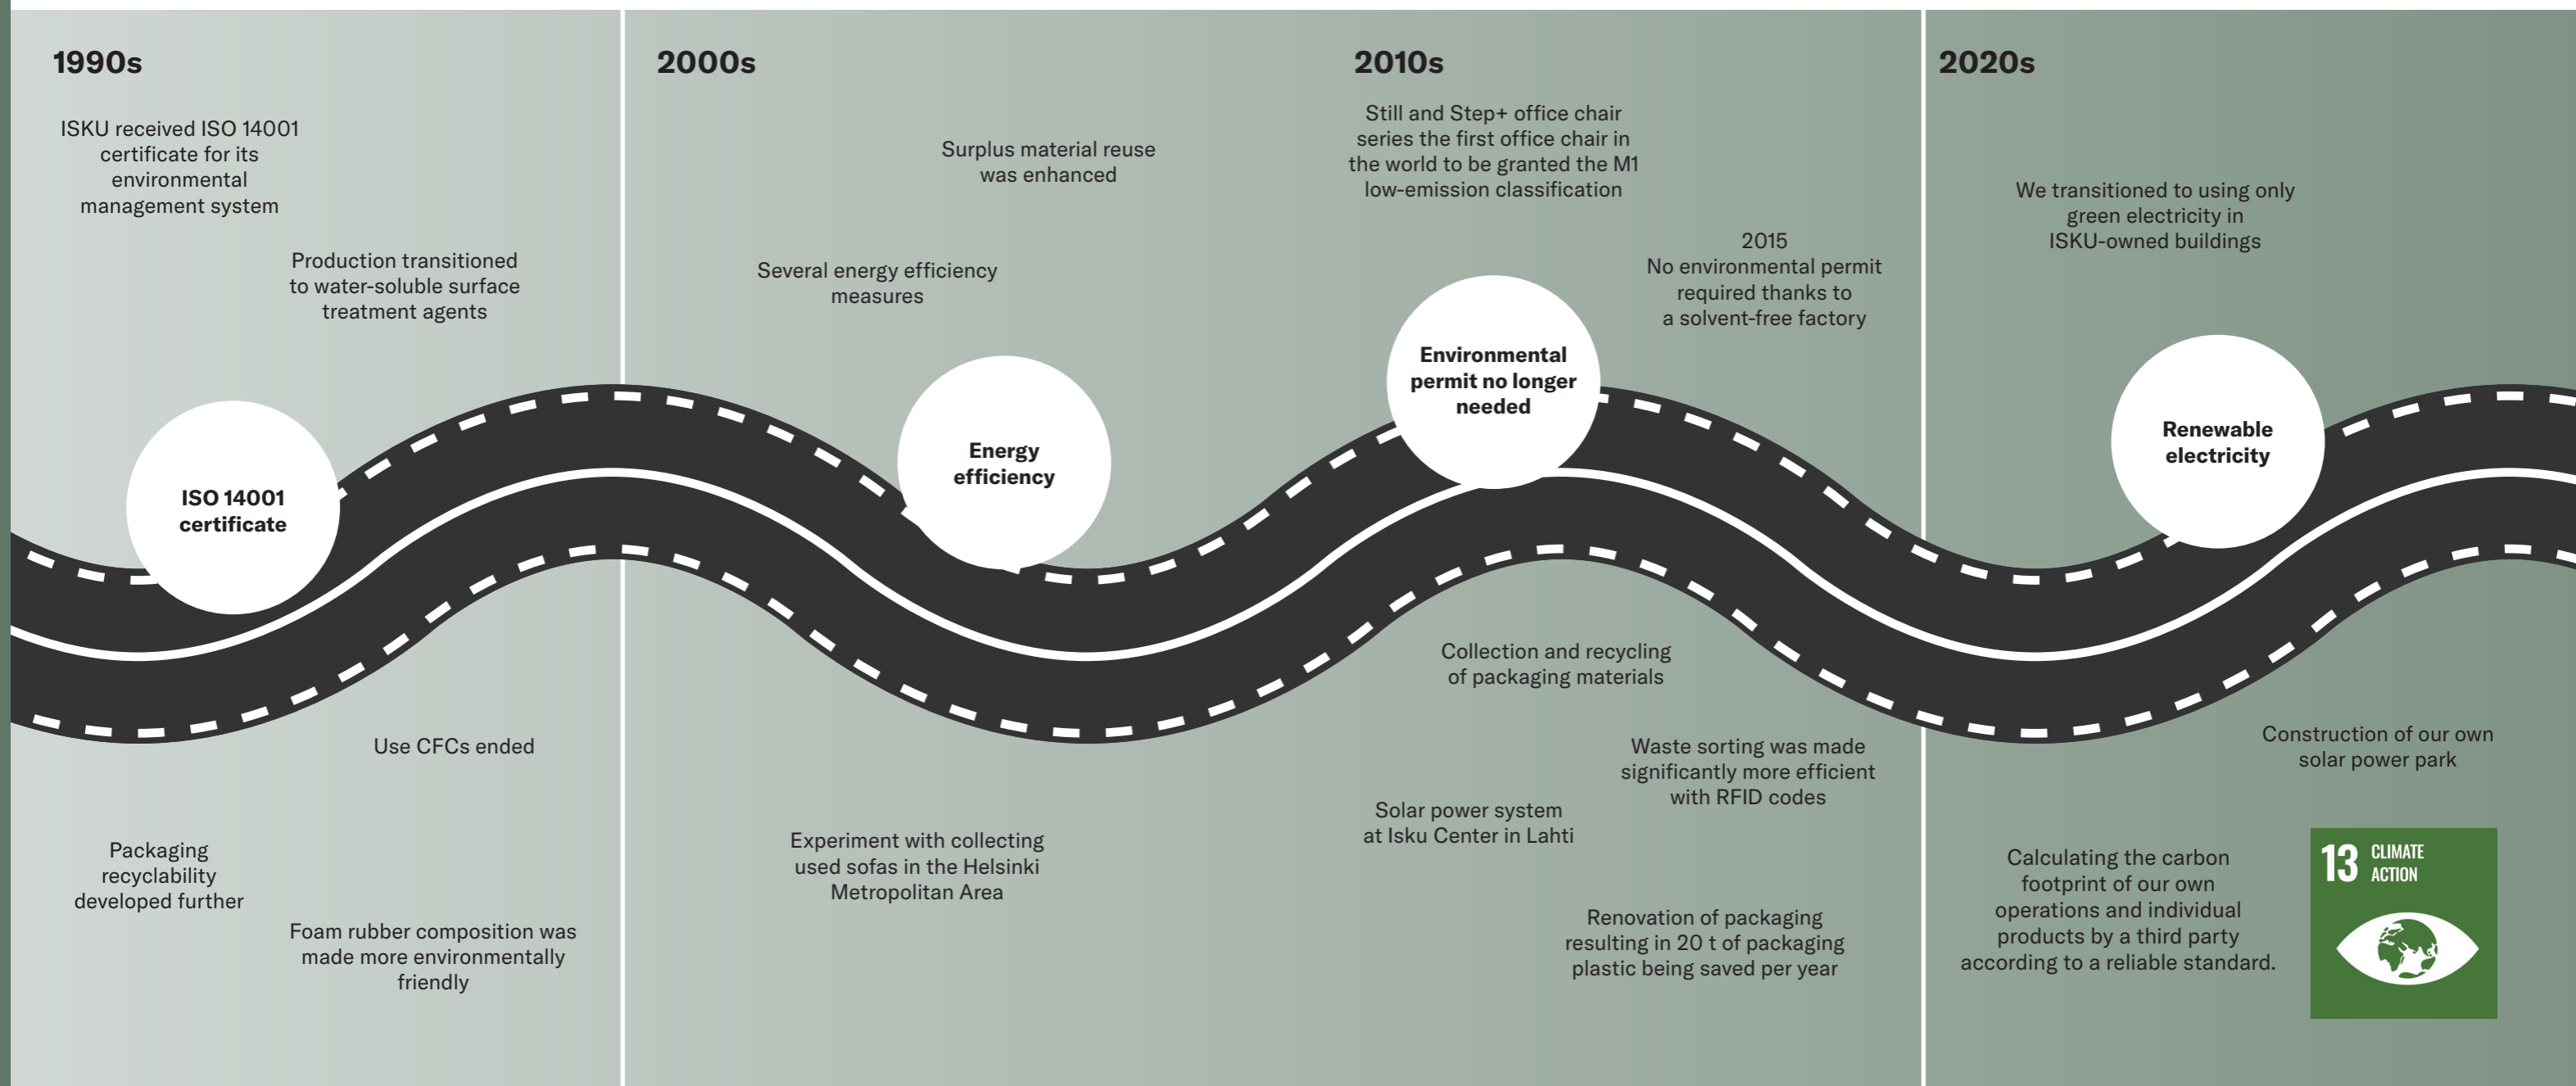 1990s
ISKU received ISO 14001
certificate for its
environmental
management system
Production transitioned
to water-soluble surface
treatment agents
ISO 14001
certificate
Use CFCs ended
Packaging
recyclability
developed further
Foam rubber composition was
made more environmentally
friendly
2000s
Surplus material reuse
was enhanced
Several energy efficiency
measures
Energy
efficiency
Experiment with collecting
used sofas in the Helsinki
Metropolitan Area
2010s
Still and Step+ office chair
series the first office chair in
the world to be granted the M1
low-emission classification
2015
No environmental permit
required thanks to
a solvent-free factory
Environmental
permit no longer
needed
Collection and recycling
of packaging materials
Waste sorting was made
significantly more efficient
with RFID codes
Solar power system
at Isku Center in Lahti
Renovation of packaging
resulting in 20 t of packaging
plastic being saved per year
2020s
We transitioned to using only
green electricity in
ISKU-owned buildings
Renewable
electricity
Construction of our own
solar power park
Calculating the carbon
footprint of our own
operations and individual
products by a third party
according to a reliable standard.
13 CLIMATE
ACTION